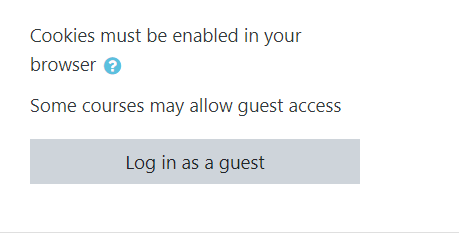 Cookies must be enabled in your
browser ?
Some courses may allow guest access
Log in as a guest